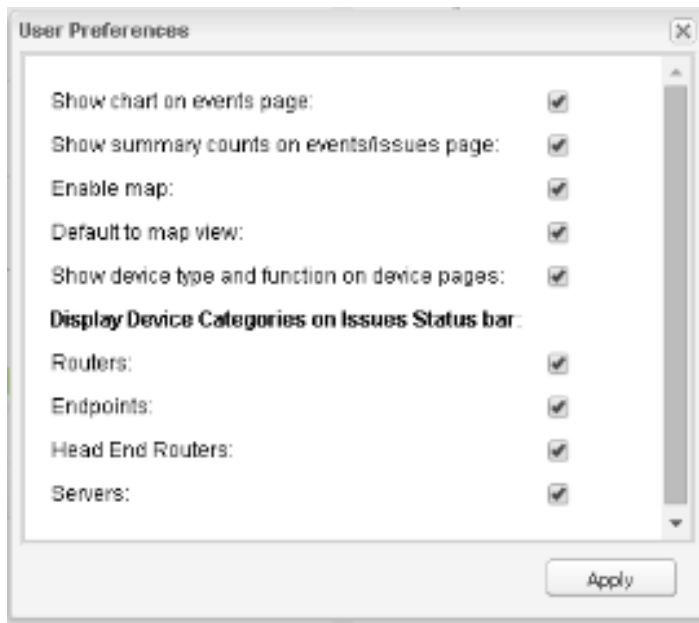 User Preferences
Show chart on events page:
Show summary counts on events/issues page:
Enable map:
Default to map view:
Show device type and function on device pages:
Display Device Categories on Issues Status bar:
Routers:
Endpoints:
Head End Routers:
Servers:
Apply